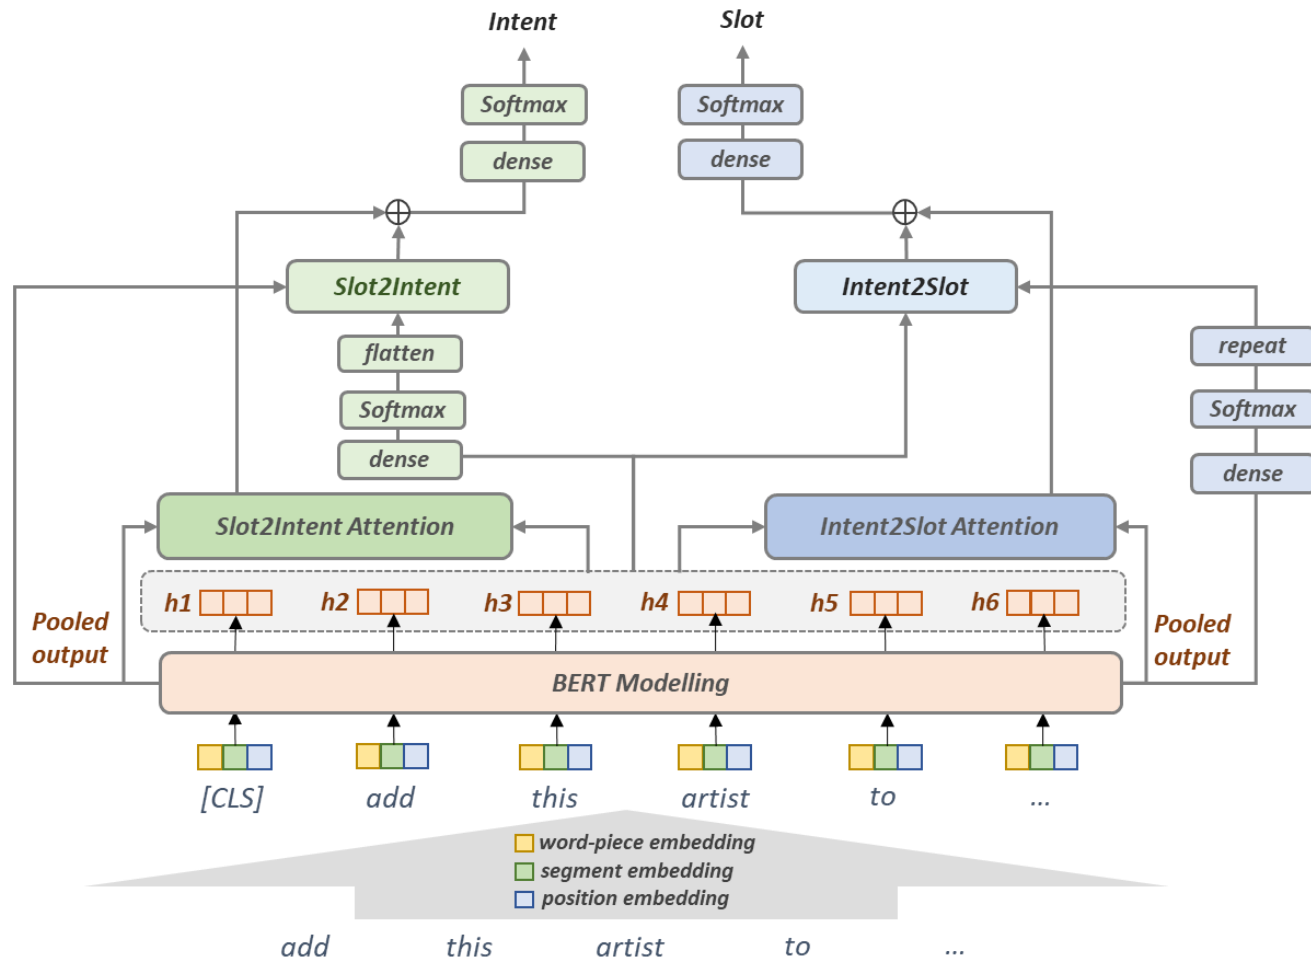 Intent
Slot
Softmax
Softmax
dense
dense
Slot2Intent
Intent2Slot
flatten
repeat
Softmax
Softmax
dense
dense
Slot2Intent Attention
Intent2Slot Attention
h1
h2
h3
h4
h5
h6
Pooled
output
Pooled
output
BERT Modelling
[CLS]
add
this
artist
to
...
word-piece embedding
segment embedding
position embedding
add
this
artist
to
...